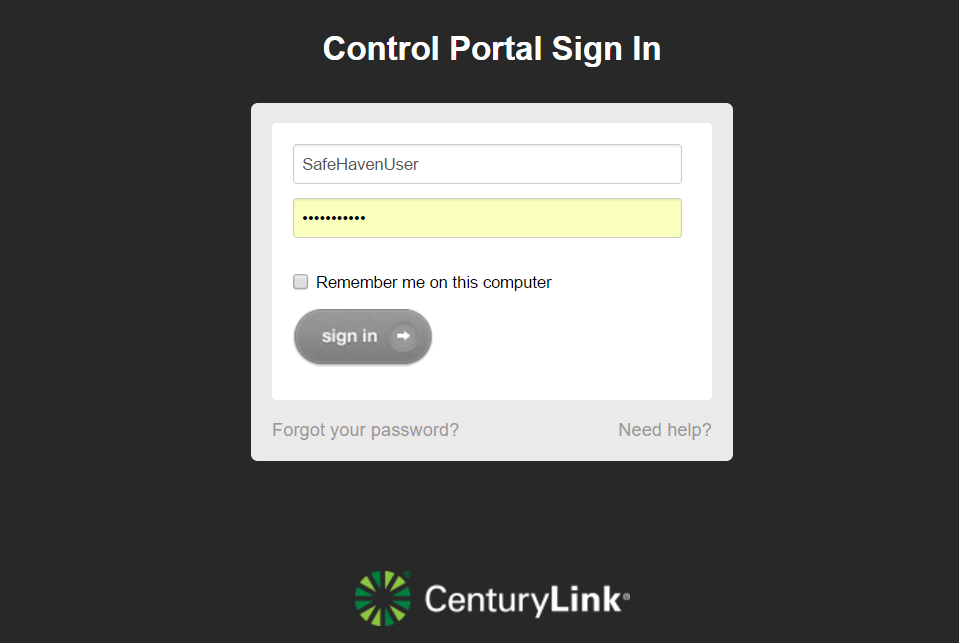 Control Portal Sign In
SafeHavenUser
•••••••••••
Remember me on this computer
sign in
Forgot your password?
Need help?
CenturyLink®